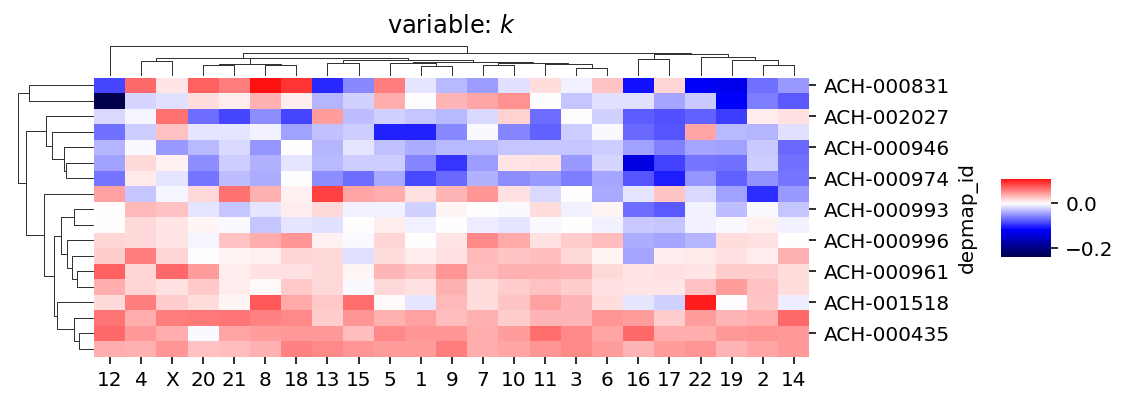 variable: k
ACH-000831
ACH-002027
ACH-000946
ACH-000974
ACH-000993
ACH-000996
ACH-000961
ACH-001518
ACH-000435
depmap_id
0.0
−0.2
12 4 X 20 21 8 18 13 15 5 1 9 7 10 11 3 6 16 17 22 19 2 14